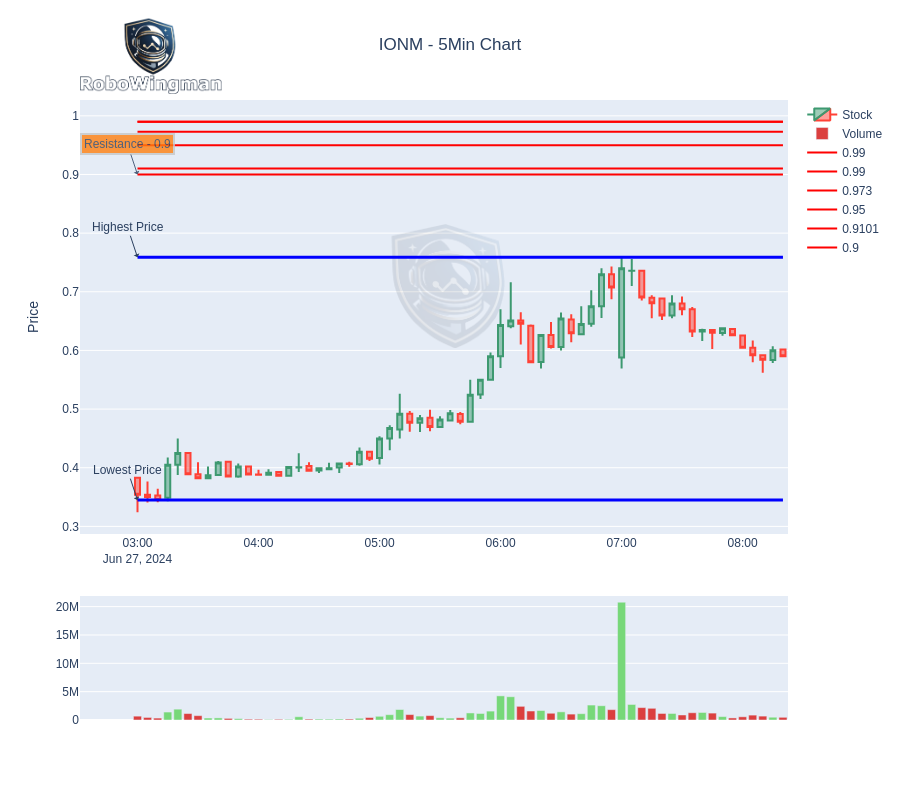 IONM - 5Min Chart
RoboWingman
Price
1
0.9
0.8
0.7
0.6
0.5
0.4
0.3
Resistance - 0.9
Highest Price
Lowest Price
03:00
04:00
05:00
06:00
07:00
08:00
Jun 27, 2024
Stock
Volume
0.99
0.99
0.973
0.95
0.9101
0.9
20M
15M
10M
5M
0